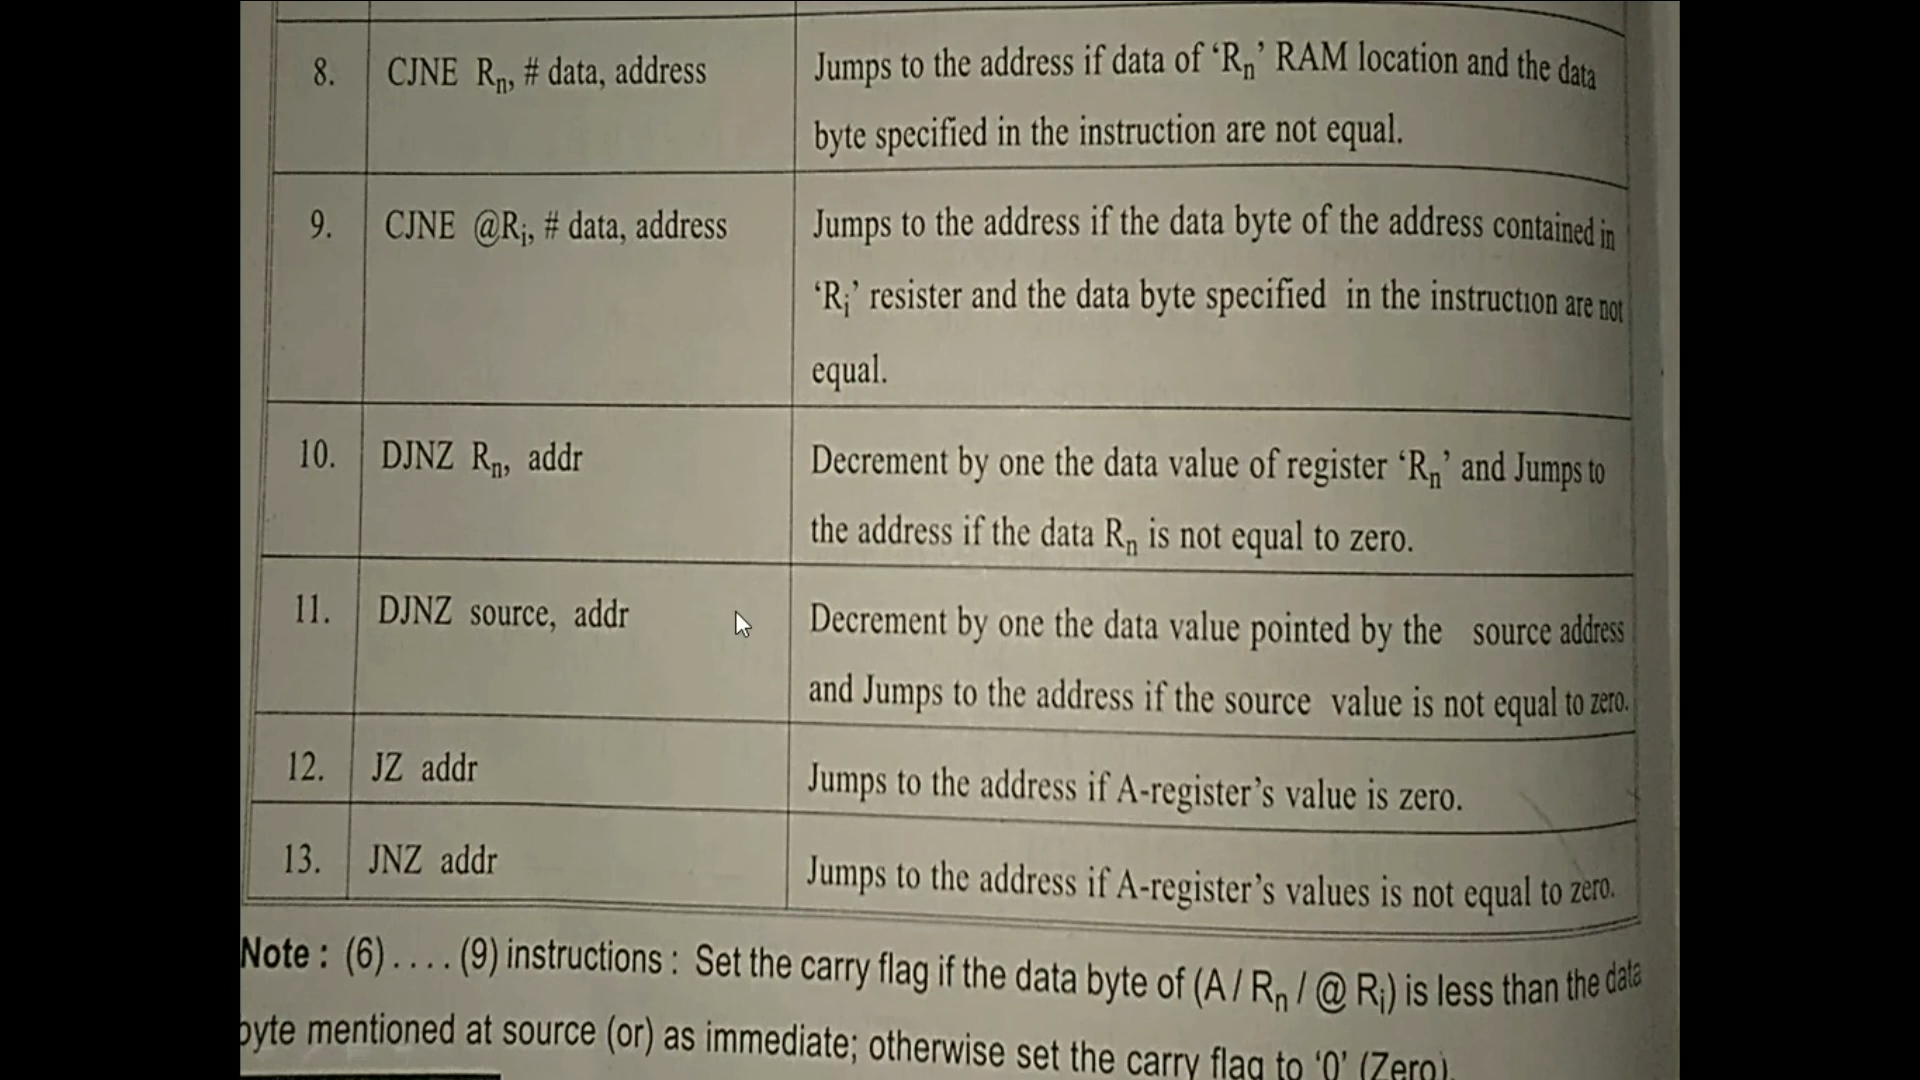 8. CJNE Rn, # data, address Jumps to the address if data of ‘Rn’ RAM location and the data
byte specified in the instruction are not equal.
9. CJNE @Ri, # data, address Jumps to the address if the data byte of the address contained in
‘Ri’ resister and the data byte specified in the instruction are not
equal.
10. DJNZ Rn, addr Decrement by one the data value of register ‘Rn’ and Jumps to
the address if the data Rn is not equal to zero.
11. DJNZ source, addr Decrement by one the data value pointed by the source address
and Jumps to the address if the source value is not equal to zero.
12. JZ addr Jumps to the address if A-register’s value is zero.
13. JNZ addr Jumps to the address if A-register’s values is not equal to zero.
Note : (6) . . . . (9) instructions : Set the carry flag if the data byte of (A / Rn / @ Ri) is less than the data
byte mentioned at source (or) as immediate; otherwise set the carry flag to ‘0’ (Zero).